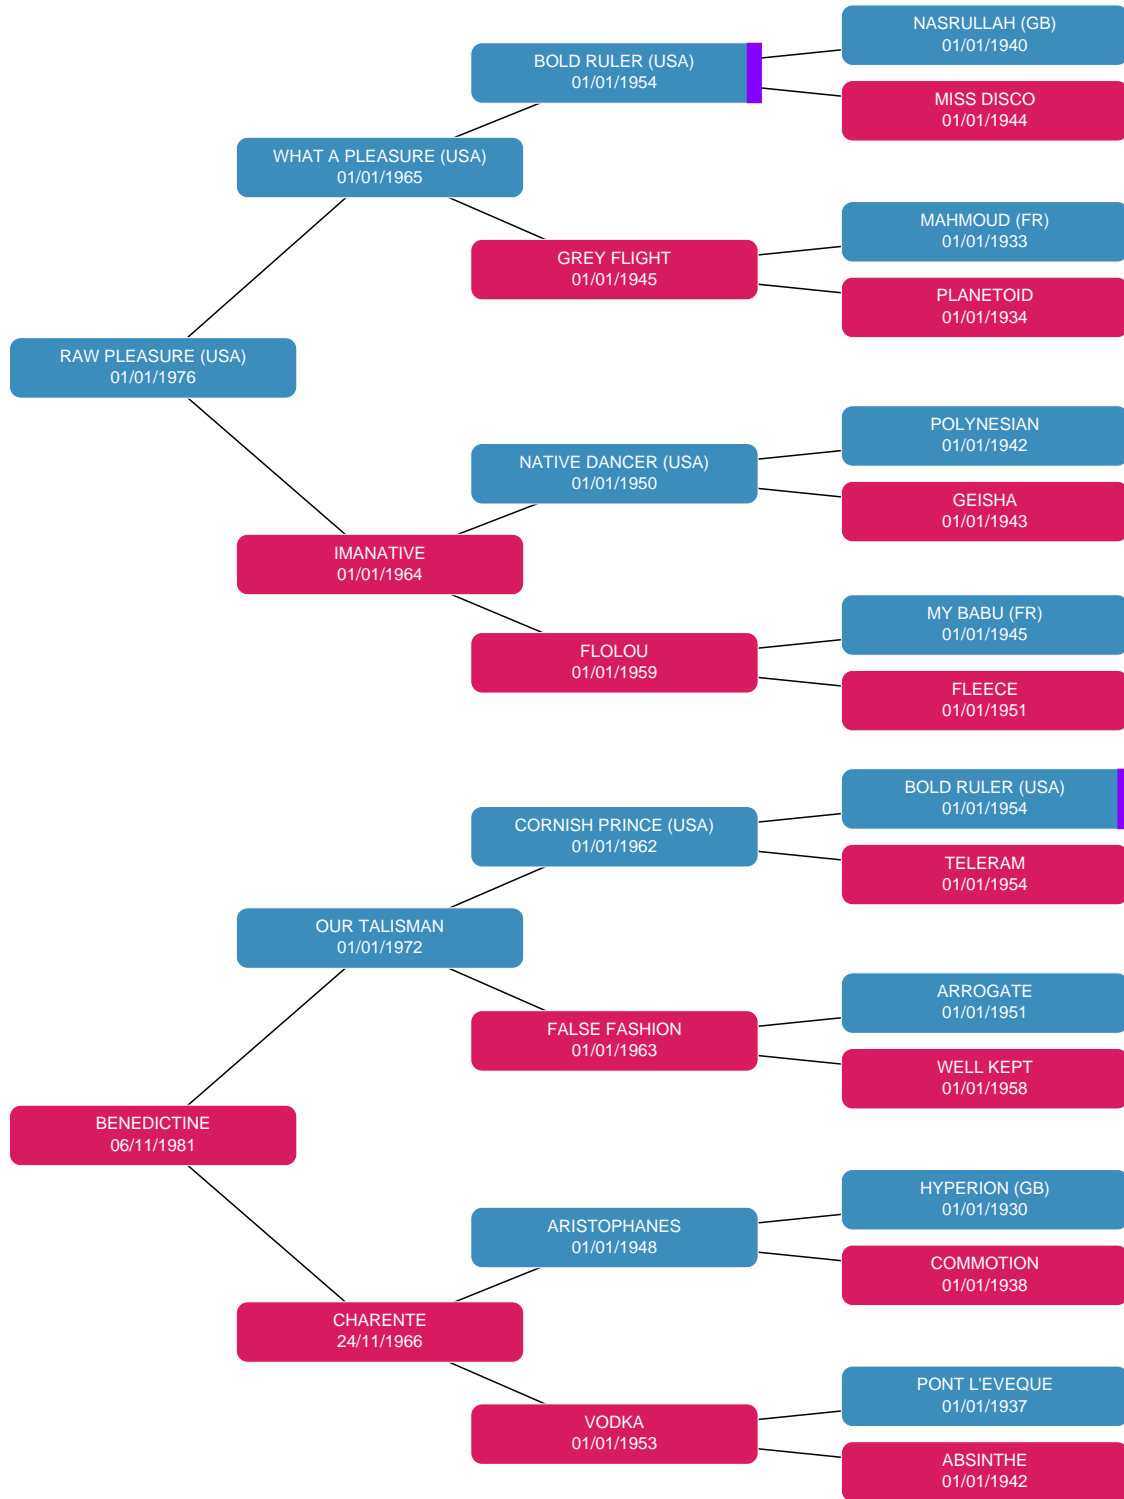 NASRULLAH (GB)
01/01/1940
BOLD RULER (USA)
01/01/1954
MISS DISCO
01/01/1944
WHAT A PLEASURE (USA)
01/01/1965
MAHMOUD (FR)
01/01/1933
GREY FLIGHT
01/01/1945
PLANETOID
01/01/1934
RAW PLEASURE (USA)
01/01/1976
POLYNESIAN
01/01/1942
NATIVE DANCER (USA)
01/01/1950
GEISHA
01/01/1943
IMANATIVE
01/01/1964
MY BABU (FR)
01/01/1945
FLOLOU
01/01/1959
FLEECE
01/01/1951
BOLD RULER (USA)
01/01/1954
CORNISH PRINCE (USA)
01/01/1962
TELERAM
01/01/1954
OUR TALISMAN
01/01/1972
ARROGATE
01/01/1951
FALSE FASHION
01/01/1963
WELL KEPT
01/01/1958
BENEDICTINE
06/11/1981
HYPERION (GB)
01/01/1930
ARISTOPHANES
01/01/1948
COMMOTION
01/01/1938
CHARENTE
24/11/1966
PONT L'EVEQUE
01/01/1937
VODKA
01/01/1953
ABSINTHE
01/01/1942